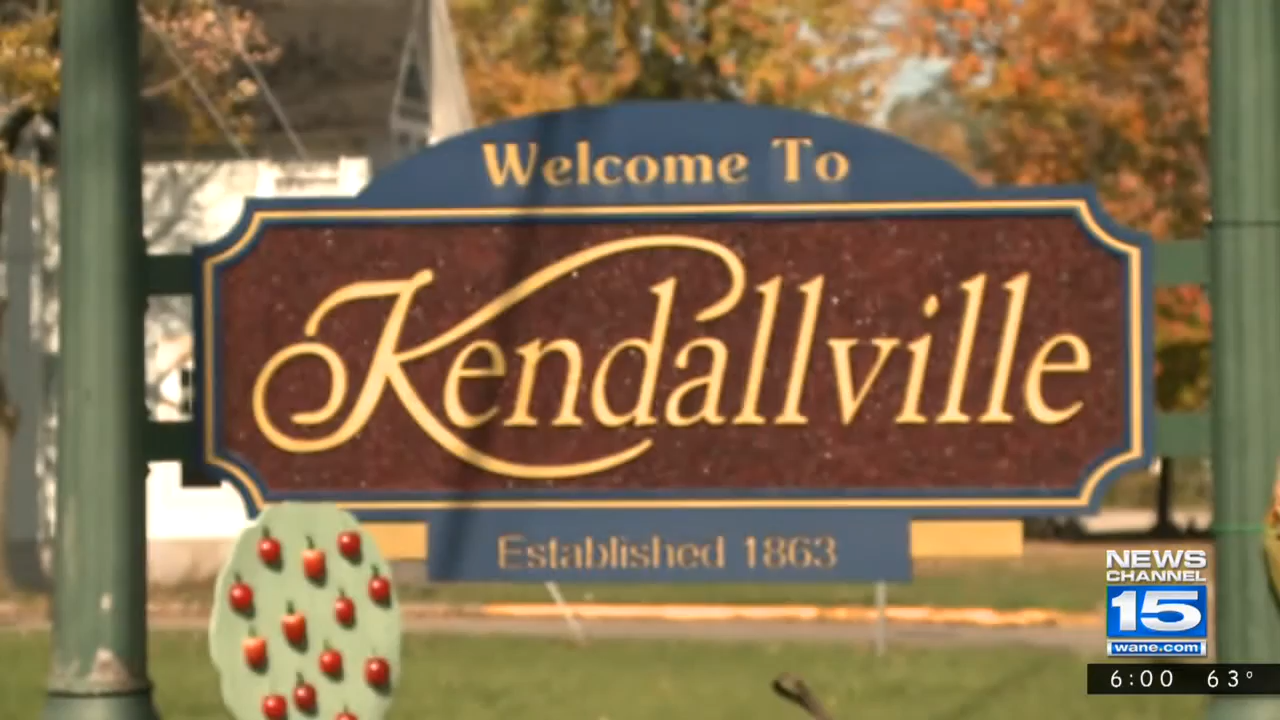 Welcome To
Kendallville
Established 1863
NEWS
CHANNEL
15
wane.com
6:00 63°